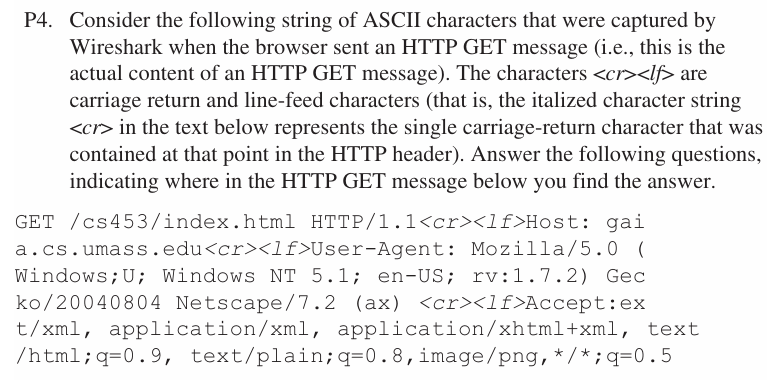 P4. Consider the following string of ASCII characters that were captured by
Wireshark when the browser sent an HTTP GET message (i.e., this is the
actual content of an HTTP GET message). The characters <cr><lf> are
carriage return and line-feed characters (that is, the italized character string
<cr> in the text below represents the single carriage-return character that was
contained at that point in the HTTP header). Answer the following questions,
indicating where in the HTTP GET message below you find the answer.
GET /cs453/index.html HTTP/1.1<cr><lf>Host: gai
a.cs.umass.edu<cr><lf>User-Agent: Mozilla/5.0 (
Windows;U; Windows NT 5.1; en-US; rv:1.7.2) Gec
ko/20040804 Netscape/7.2 (ax) <cr><lf>Accept:ex
t/xml, application/xml, application/xhtml+xml, text
/html;q=0.9, text/plain;q=0.8,image/png,*/*;q=0.5